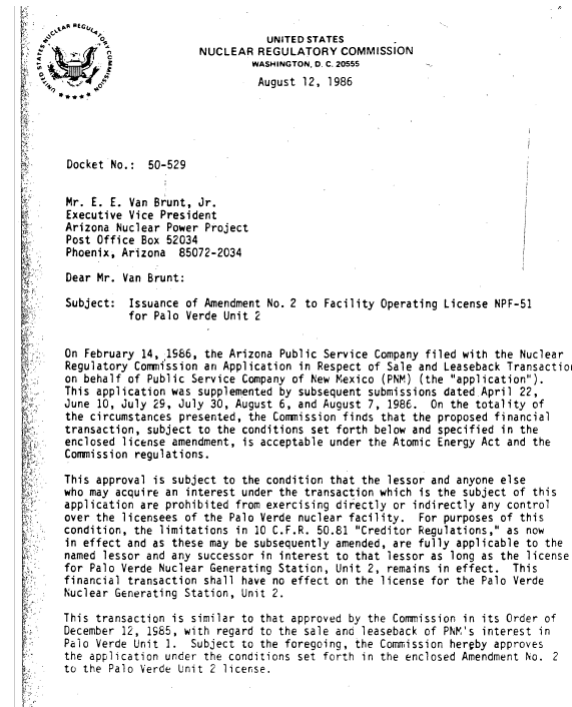 UNITED STATES NUCLEAR REGULATORY COMMISSION
UNITED STATES
NUCLEAR REGULATORY COMMISSION
WASHINGTON, D. C. 20555
August 12, 1986
Docket No.: 50-529
Mr. E. E. Van Brunt, Jr.
Executive Vice President
Arizona Nuclear Power Project
Post Office Box 52034
Phoenix, Arizona 85072-2034
Dear Mr. Van Brunt:
Subject: Issuance of Amendment No. 2 to Facility Operating License NPF-51
for Palo Verde Unit 2
On February 14, 1986, the Arizona Public Service Company filed with the Nuclear
Regulatory Commission an Application in Respect of Sale and Leaseback Transactio
on behalf of Public Service Company of New Mexico (PNM) (the "application").
This application was supplemented by subsequent submissions dated April 22,
June 10, July 29, July 30, August 6, and August 7, 1986. On the totality of
the circumstances presented, the Commission finds that the proposed financial
transaction, subject to the conditions set forth below and specified in the
enclosed license amendment, is acceptable under the Atomic Energy Act and the
Commission regulations.
This approval is subject to the condition that the lessor and anyone else
who may acquire an interest under the transaction which is the subject of this
application are prohibited from exercising directly or indirectly any control
over the licensees of the Palo Verde nuclear facility. For purposes of this
condition, the limitations in 10 C.F.R. 50.81 "Creditor Regulations," as now
in effect and as these may be subsequently amended, are fully applicable to the
named lessor and any successor in interest to that lessor as long as the license
for Palo Verde Nuclear Generating Station, Unit 2, remains in effect. This
financial transaction shall have no effect on the license for the Palo Verde
Nuclear Generating Station, Unit 2.
This transaction is similar to that approved by the Commission in its Order of
December 12, 1985, with regard to the sale and leaseback of PNM's interest in
Palo Verde Unit 1. Subject to the foregoing, the Commission hereby approves
the application under the conditions set forth in the enclosed Amendment No. 2
to the Palo Verde Unit 2 license.